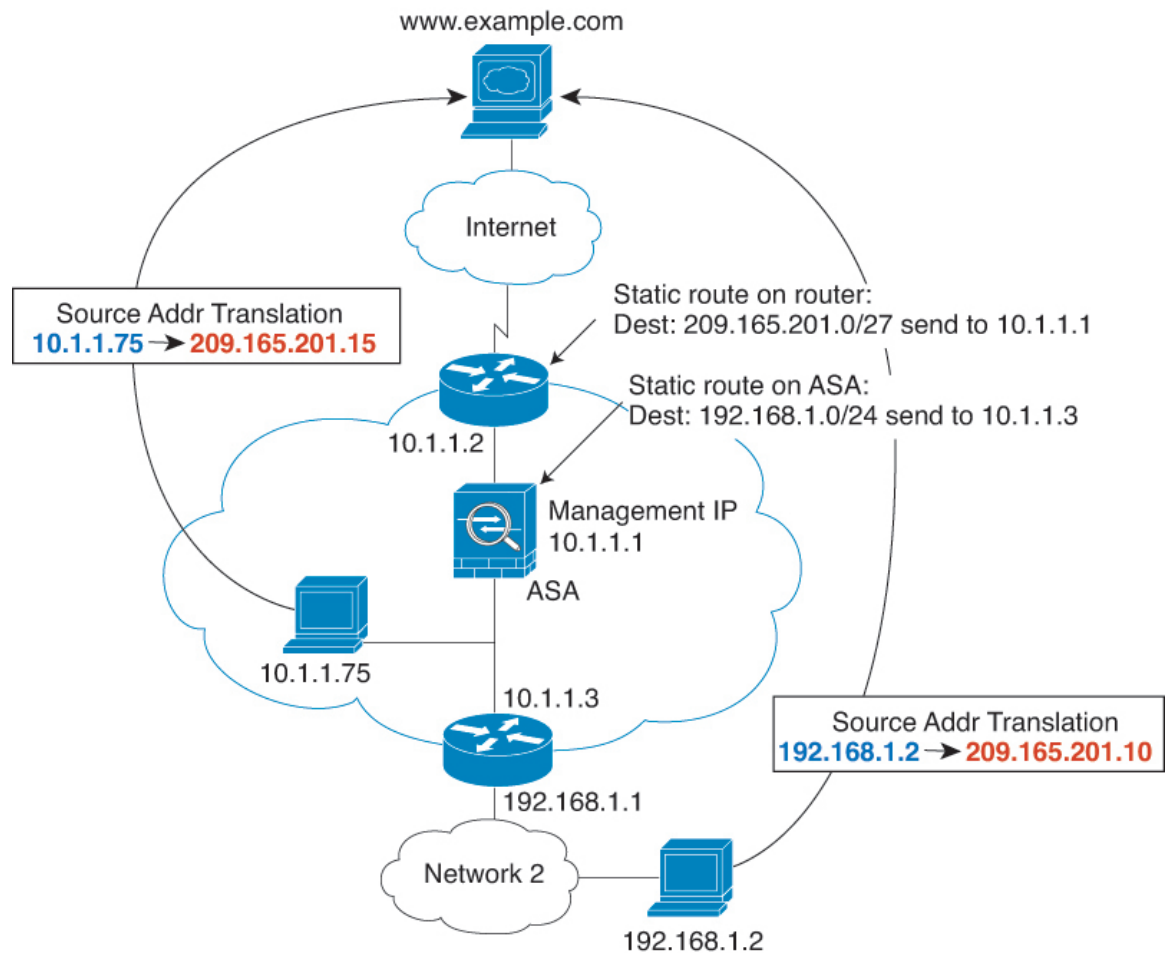 www.example.com
Internet
Static route on router:
Dest: 209.165.201.0/27 send to 10.1.1.1
Source Addr Translation
10.1.1.75 209.165.201.15
Static route on ASA:
Dest: 192.168.1.0/24 send to 10.1.1.3
10.1.1.2
Management IP
10.1.1.1
ASA
10.1.1.75
10.1.1.3
Source Addr Translation
192.168.1.2 209.165.201.10
192.168.1.1
Network 2
192.168.1.2